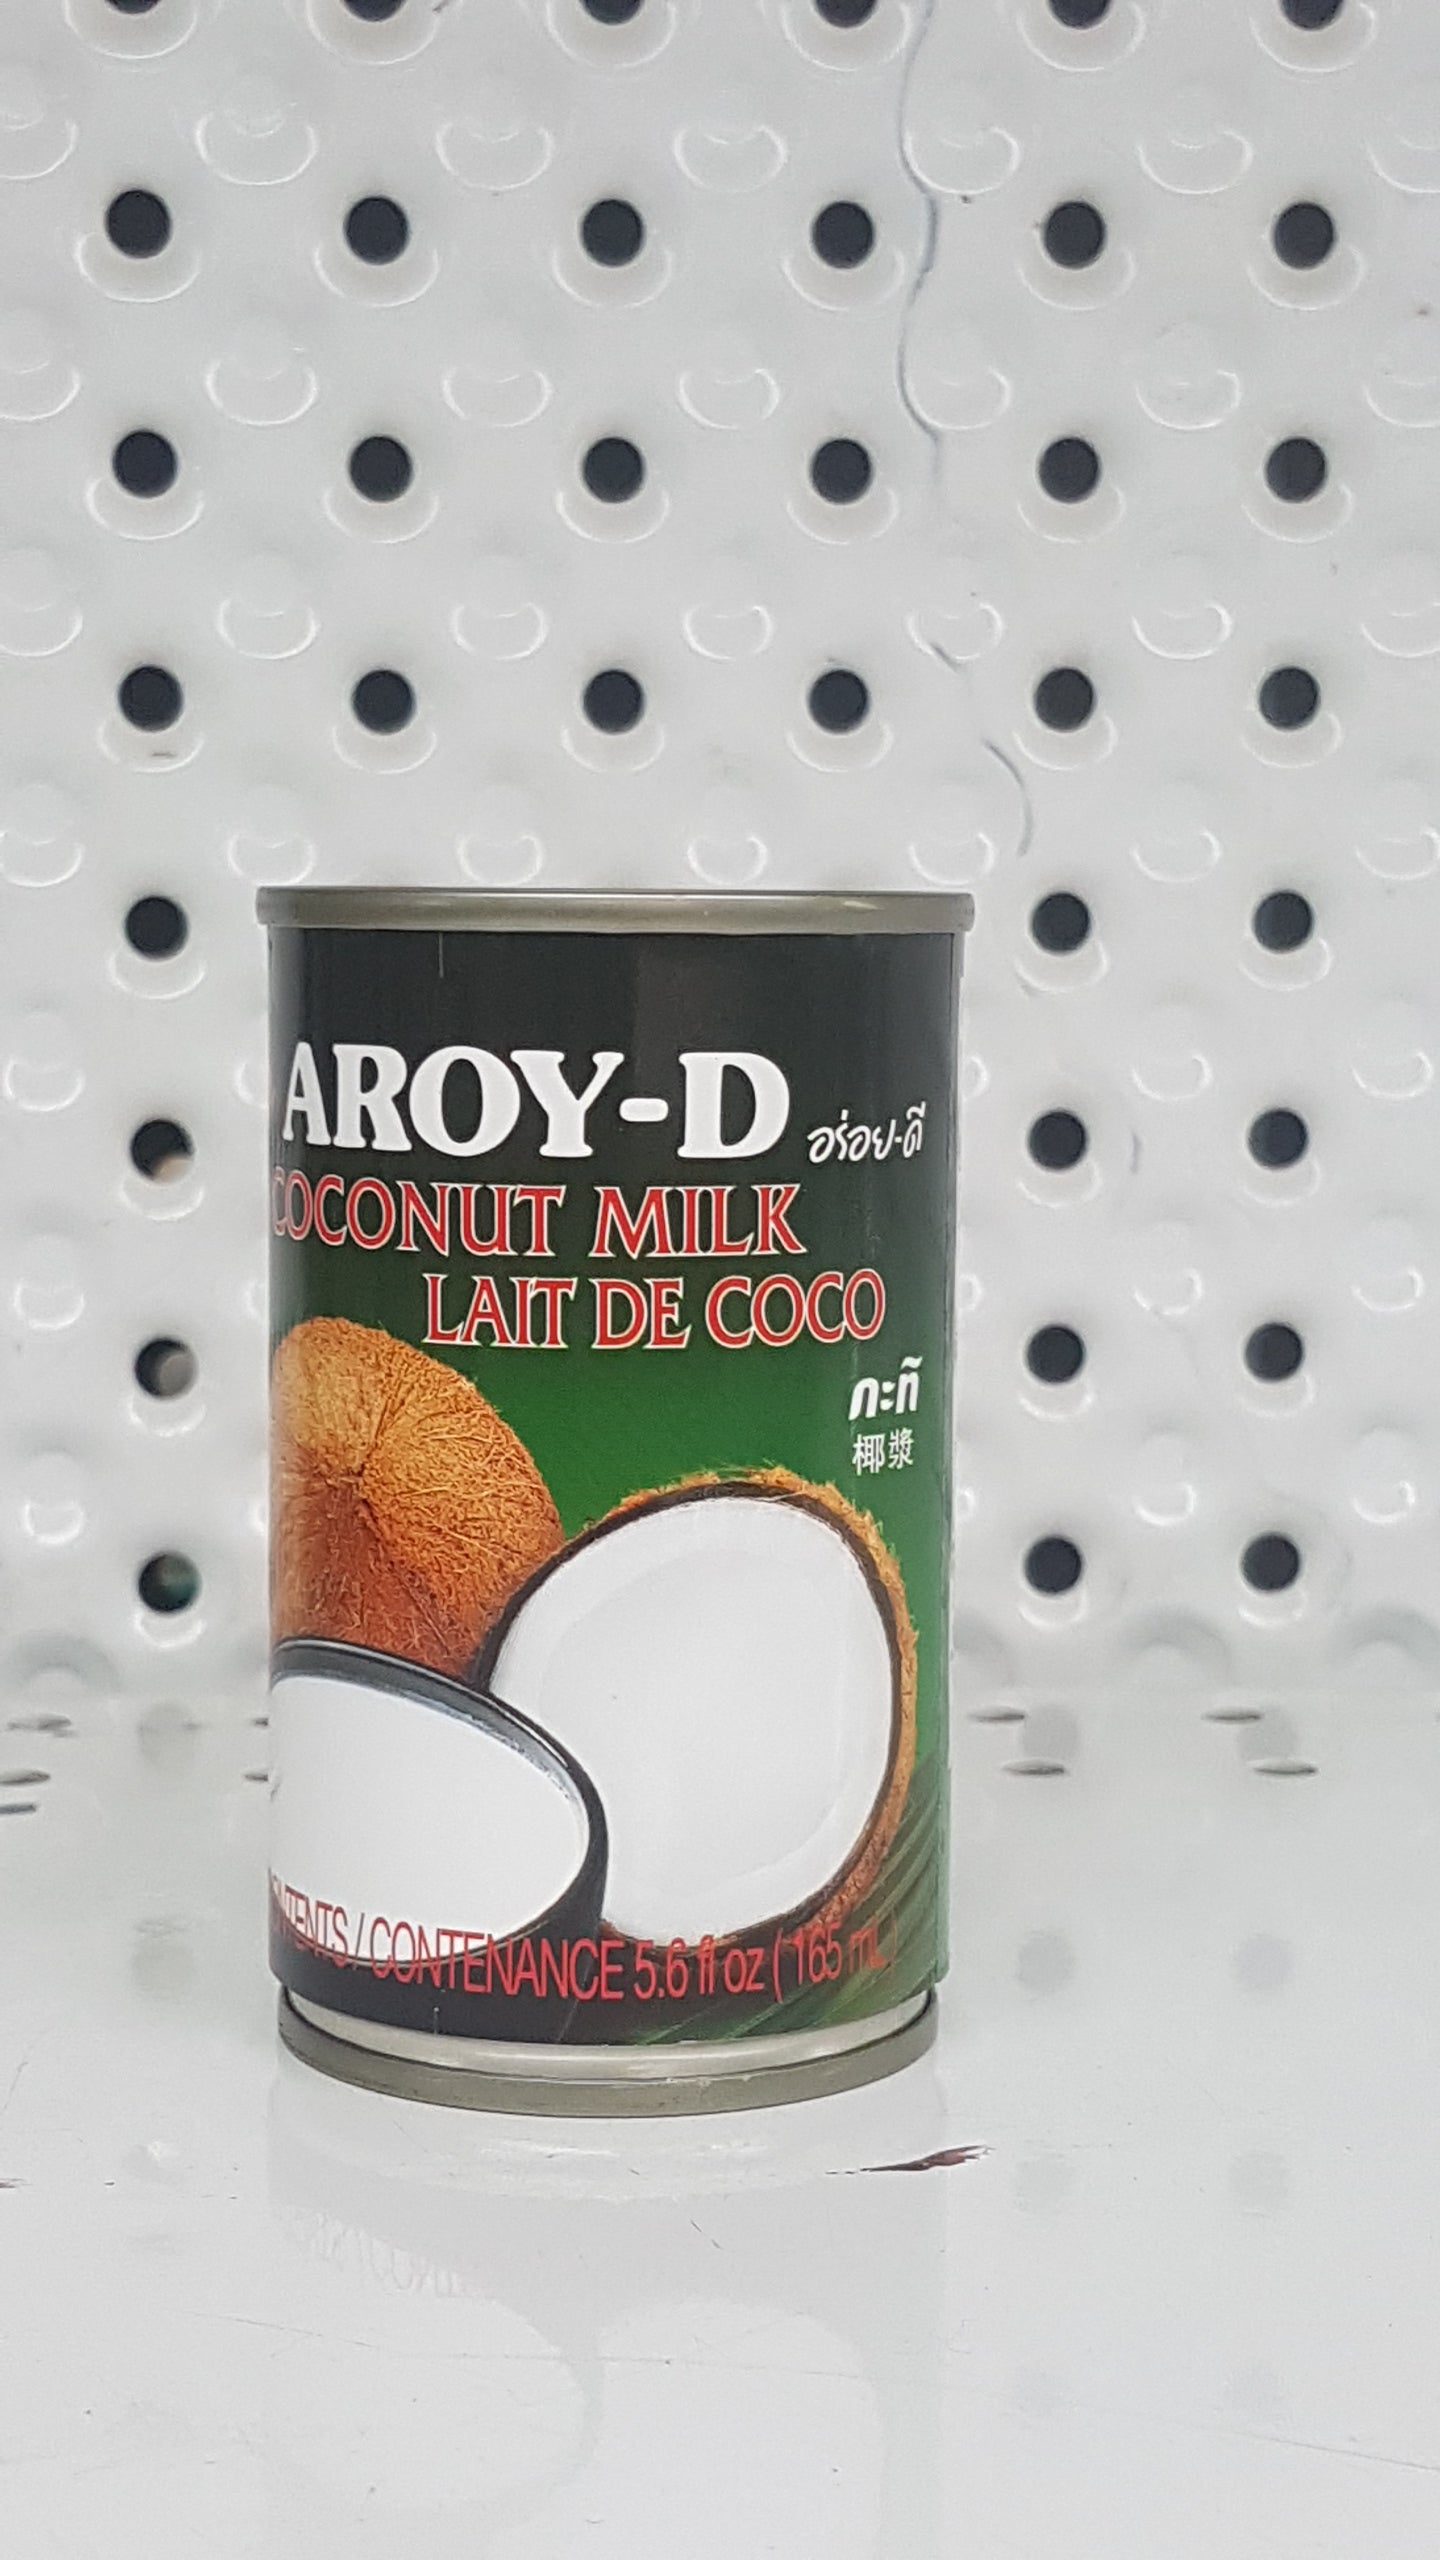 AROY-D อร่อย-ดี
COCONUT MILK
LAIT DE COCO
กะทิ
椰漿
NTENTS / CONTENANCE 5.6 fl oz ( 165 mL )